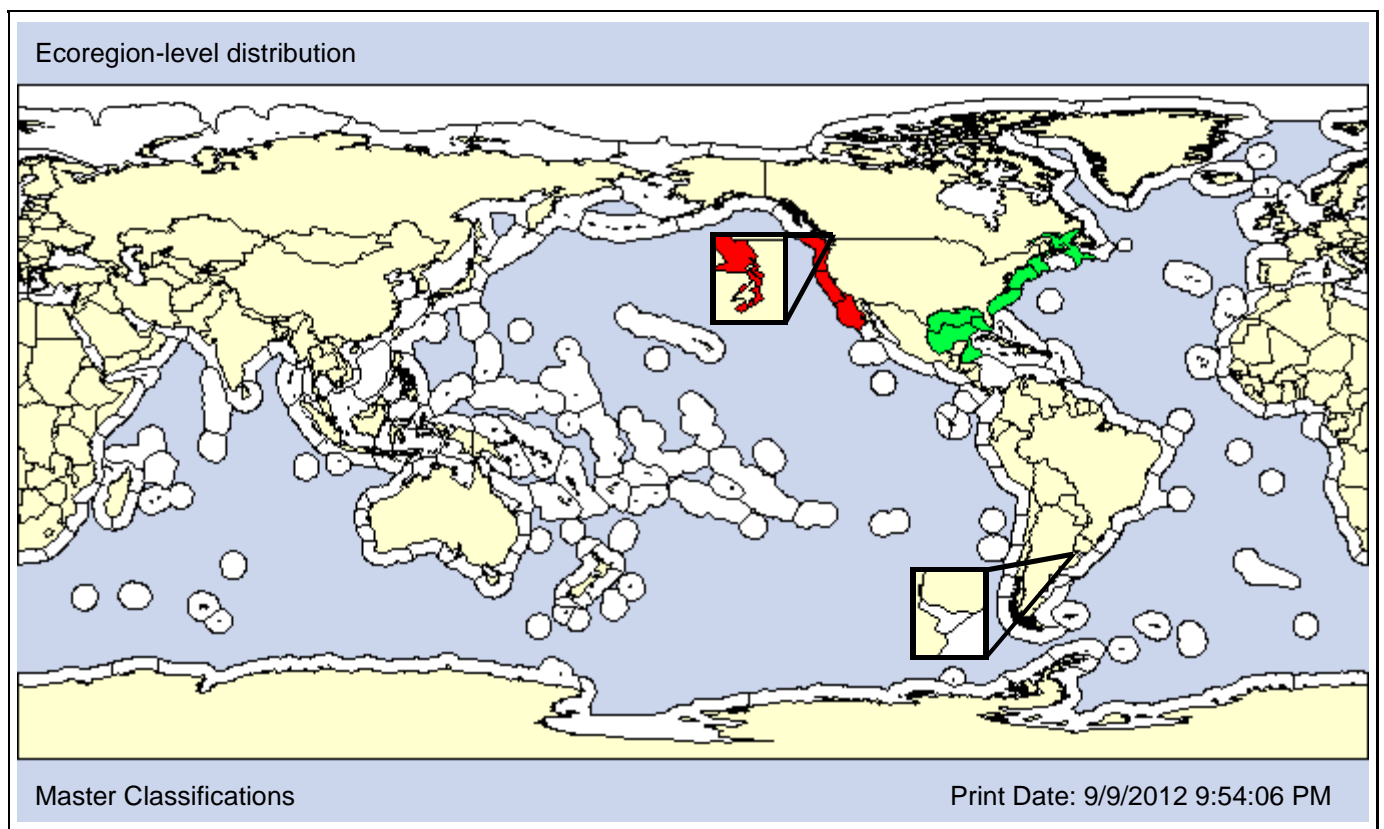 Ecoregion-level distribution
Master Classifications
Print Date: 9/9/2012 9:54:06 PM